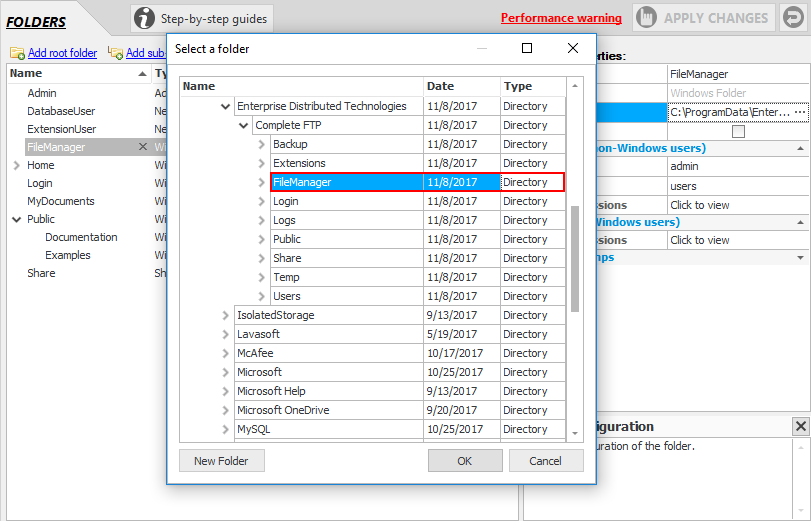 FOLDERS
Step-by-step guides
Performance warning
APPLY CHANGES
Add root folder
Add sub-
Name
Ty
Admin
Ad
DatabaseUser
Ne
ExtensionUser
Ne
FileManager
Wi
Home
Wi
Login
Wi
MyDocuments
Wi
Public
Wi
Documentation
Wi
Examples
Wi
Share
Sh
Select a folder
Name Date Type
Enterprise Distributed Technologies 11/8/2017 Directory
Complete FTP 11/8/2017 Directory
Backup 11/8/2017 Directory
Extensions 11/8/2017 Directory
FileManager 11/8/2017 Directory
Login 11/8/2017 Directory
Logs 11/8/2017 Directory
Public 11/8/2017 Directory
Share 11/8/2017 Directory
Temp 11/8/2017 Directory
Users 11/8/2017 Directory
IsolatedStorage 9/13/2017 Directory
Lavasoft 5/19/2017 Directory
McAfee 10/17/2017 Directory
Microsoft 10/25/2017 Directory
Microsoft Help 9/13/2017 Directory
Microsoft OneDrive 9/20/2017 Directory
MySQL 10/25/2017 Directory
New Folder
OK
Cancel
erties:
FileManager
Windows Folder
C:\ProgramData\Enter... ...
on-Windows users)
admin
users
ssions Click to view
Windows users)
ssions Click to view
mps
iguration
uration of the folder.